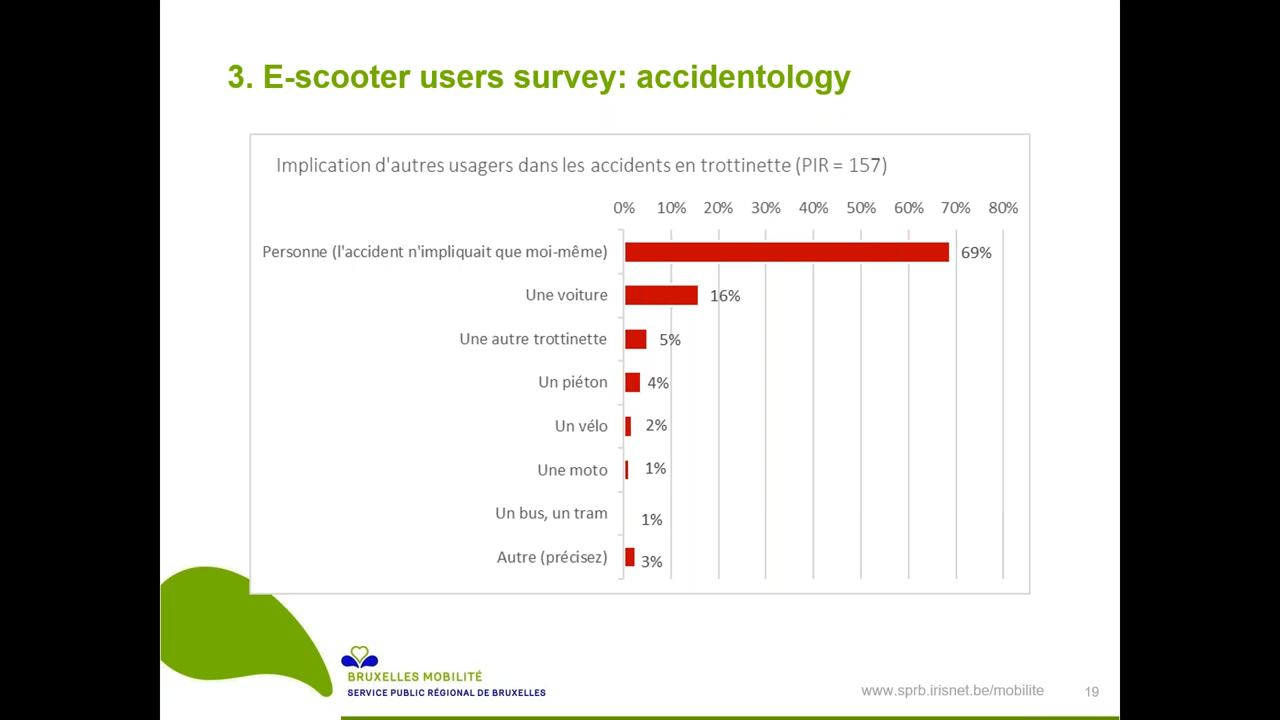 3. E-scooter users survey: accidentology
Implication d'autres usagers dans les accidents en trottinette (PIR = 157)
0% 10% 20% 30% 40% 50% 60% 70% 80%
Personne (l'accident n'impliquait que moi-même) 69%
Une voiture 16%
Une autre trottinette 5%
Un piéton 4%
Un vélo 2%
Une moto 1%
Un bus, un tram 1%
Autre (précisez) 3%
BRUXELLES MOBILITÉ
SERVICE PUBLIC RÉGIONAL DE BRUXELLES
www.sprb.irisnet.be/mobilite 19